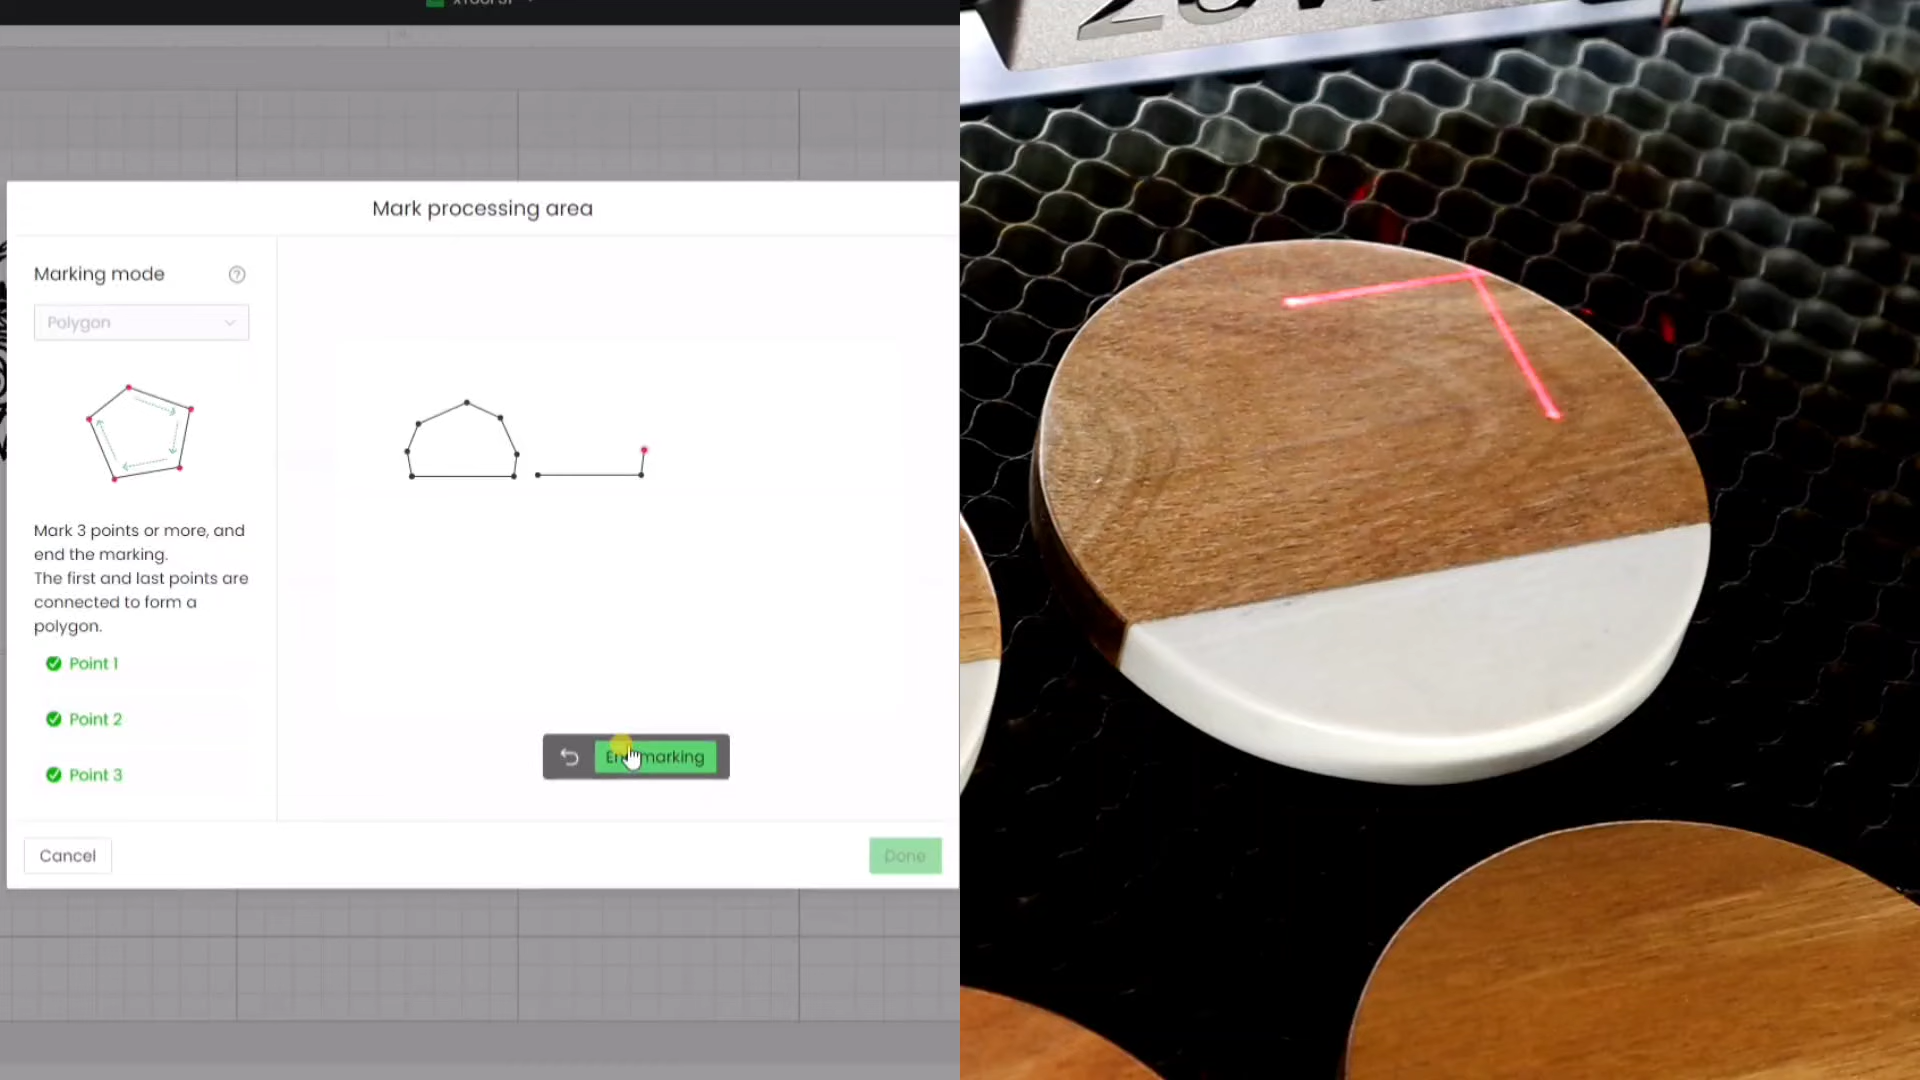 Mark processing area
Marking mode
?
Polygon
Mark 3 points or more, and
end the marking.
The first and last points are
connected to form a
polygon.
Point 1
Point 2
Point 3
marking
Cancel
Done